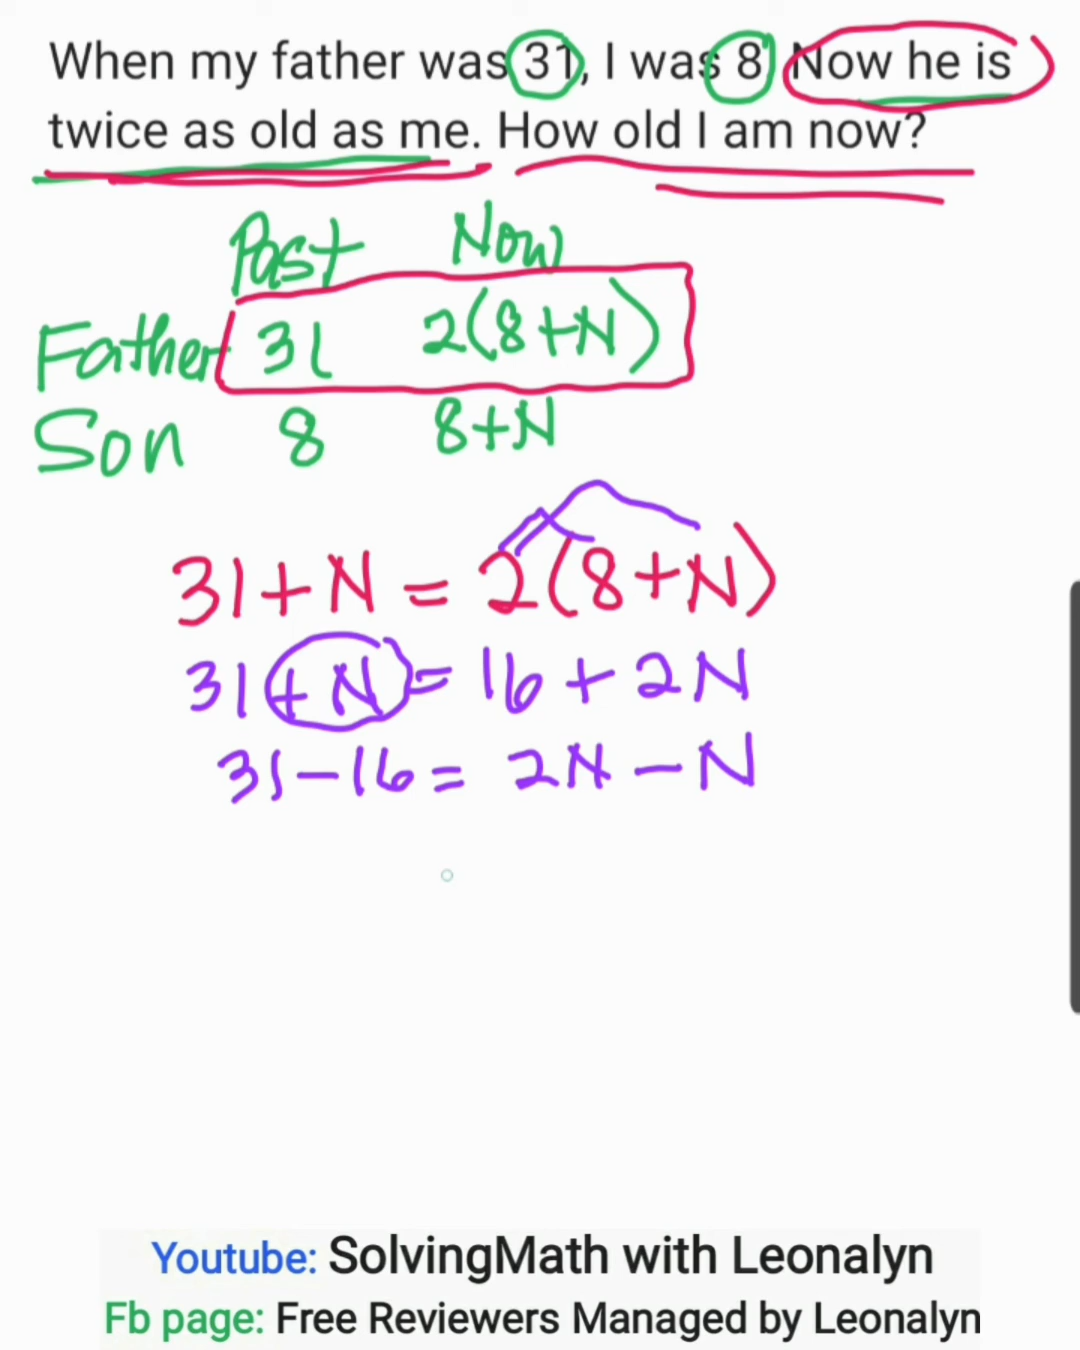 When my father was 31, I was 8. Now he is
twice as old as me. How old I am now?
Past Now
Father 31 2(8+N)
Son 8 8+N
31+N = 2(8+N)
31+N = 16+2N
31-16 = 2N-N
Youtube: SolvingMath with Leonalyn
Fb page: Free Reviewers Managed by Leonalyn